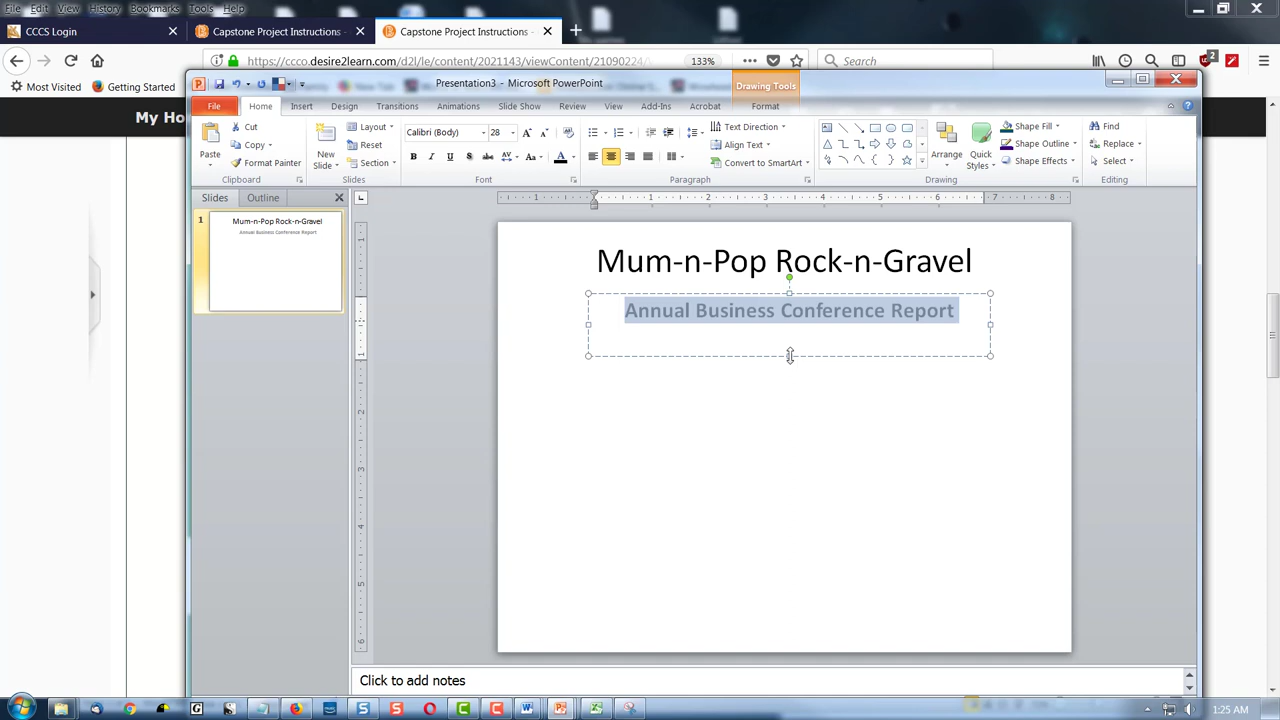 File Edit View History Bookmarks Tools Help
CCCS Login
Capstone Project Instructions -
Capstone Project Instructions -
https://ccco.desire2learn.com/d2l/le/content/2021143/viewContent/21090224/
133%
Search
Most Visited
Getting Started
My Ho
Presentation3 - Microsoft PowerPoint
Drawing Tools
File Home Insert Design Transitions Animations Slide Show Review View Add-Ins Acrobat Format
Paste
Cut
Copy
Format Painter
Clipboard
New Slide
Layout
Reset
Section
Slides
Calibri (Body) 28
Font
Text Direction
Align Text
Convert to SmartArt
Paragraph
Arrange
Quick Styles
Shape Fill
Shape Outline
Shape Effects
Drawing
Find
Replace
Select
Editing
Slides Outline
1
Mum-n-Pop Rock-n-Gravel
Annual Business Conference Report
Mum-n-Pop Rock-n-Gravel
Annual Business Conference Report
Click to add notes
1:25 AM